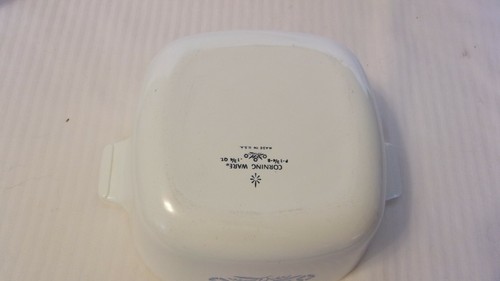 CORNING WARE®
P-1¾-B 1¾ QT.
MADE IN U.S.A.